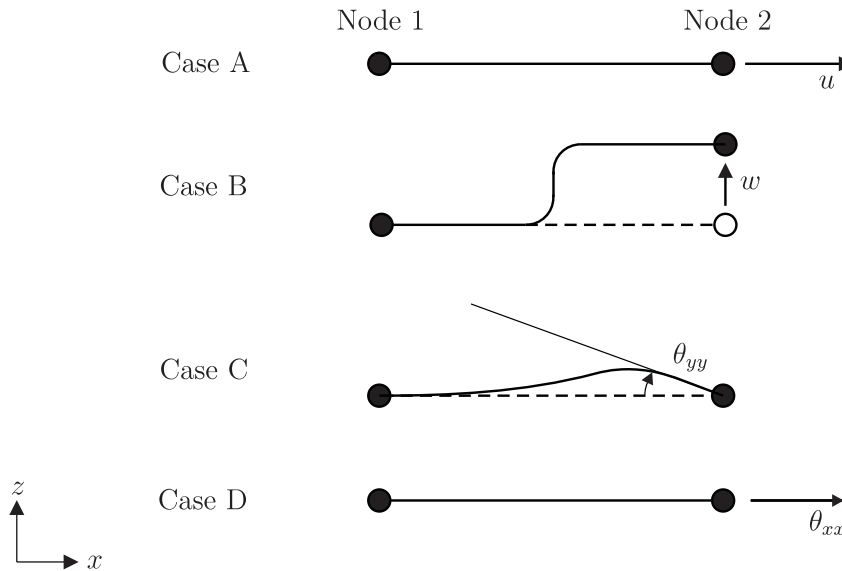 Node 1 Node 2
Case A
u
Case B
w
Case C
θyy
Case D
θxx
z
x